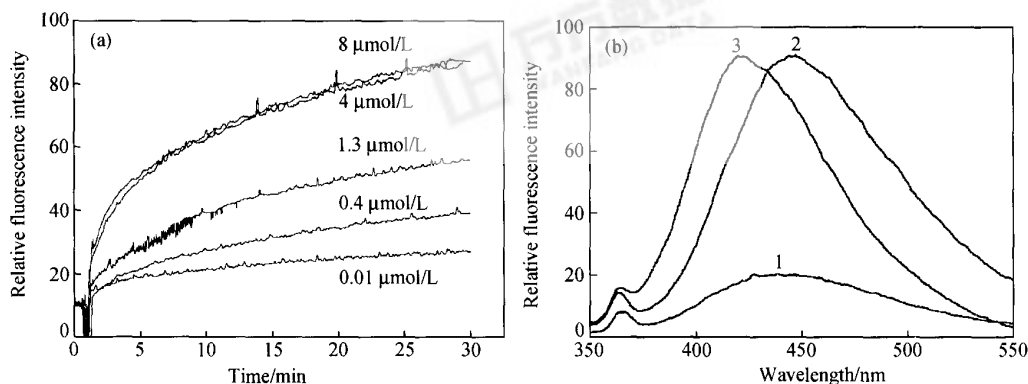 (a)
Relative fluorescence intensity
100
80
60
40
20
0
8 μmol/L
4 μmol/L
1.3 μmol/L
0.4 μmol/L
0.01 μmol/L
0 5 10 15 20 25 30
Time/min
(b)
Relative fluorescence intensity
100
80
60
40
20
0
3 2
1
350 400 450 500 550
Wavelength/nm